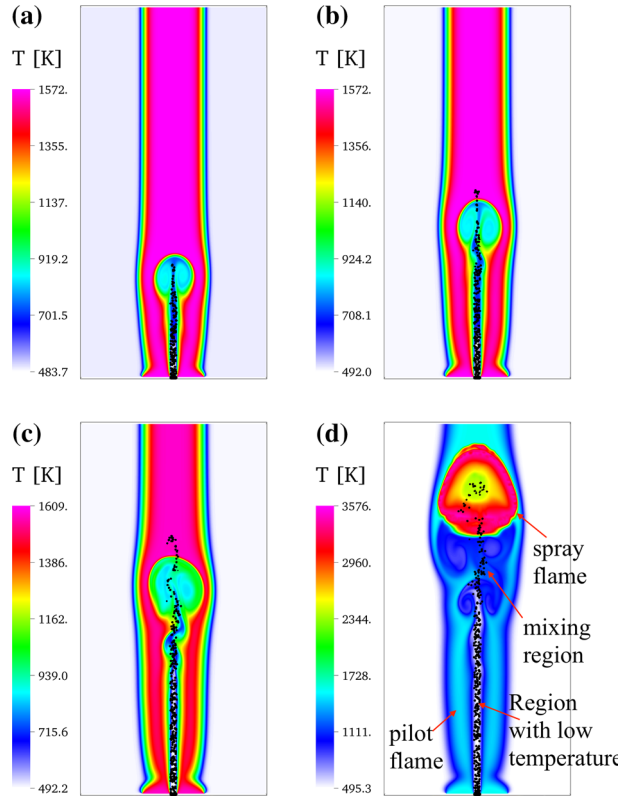 (a)
T [K]
1572.
1355.
1137.
919.2
701.5
483.7
(b)
T [K]
1572.
1356.
1140.
924.2
708.1
492.0
(c)
T [K]
1609.
1386.
1162.
939.0
715.6
492.2
(d)
T [K]
3576.
2960.
2344.
1728.
1111.
495.3
spray
flame
mixing
region
Region
with low
temperature
pilot
flame